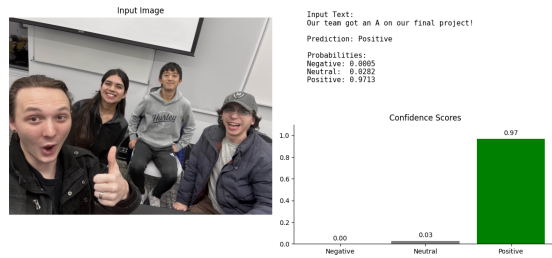 Input Image
Hurley
Input Text:
Our team got an A on our final project!
Prediction: Positive
Probabilities:
Negative: 0.0005
Neutral:  0.0282
Positive: 0.9713
Confidence Scores
1.0
0.8
0.6
0.4
0.2
0.0
0.00
0.03
0.97
Negative
Neutral
Positive